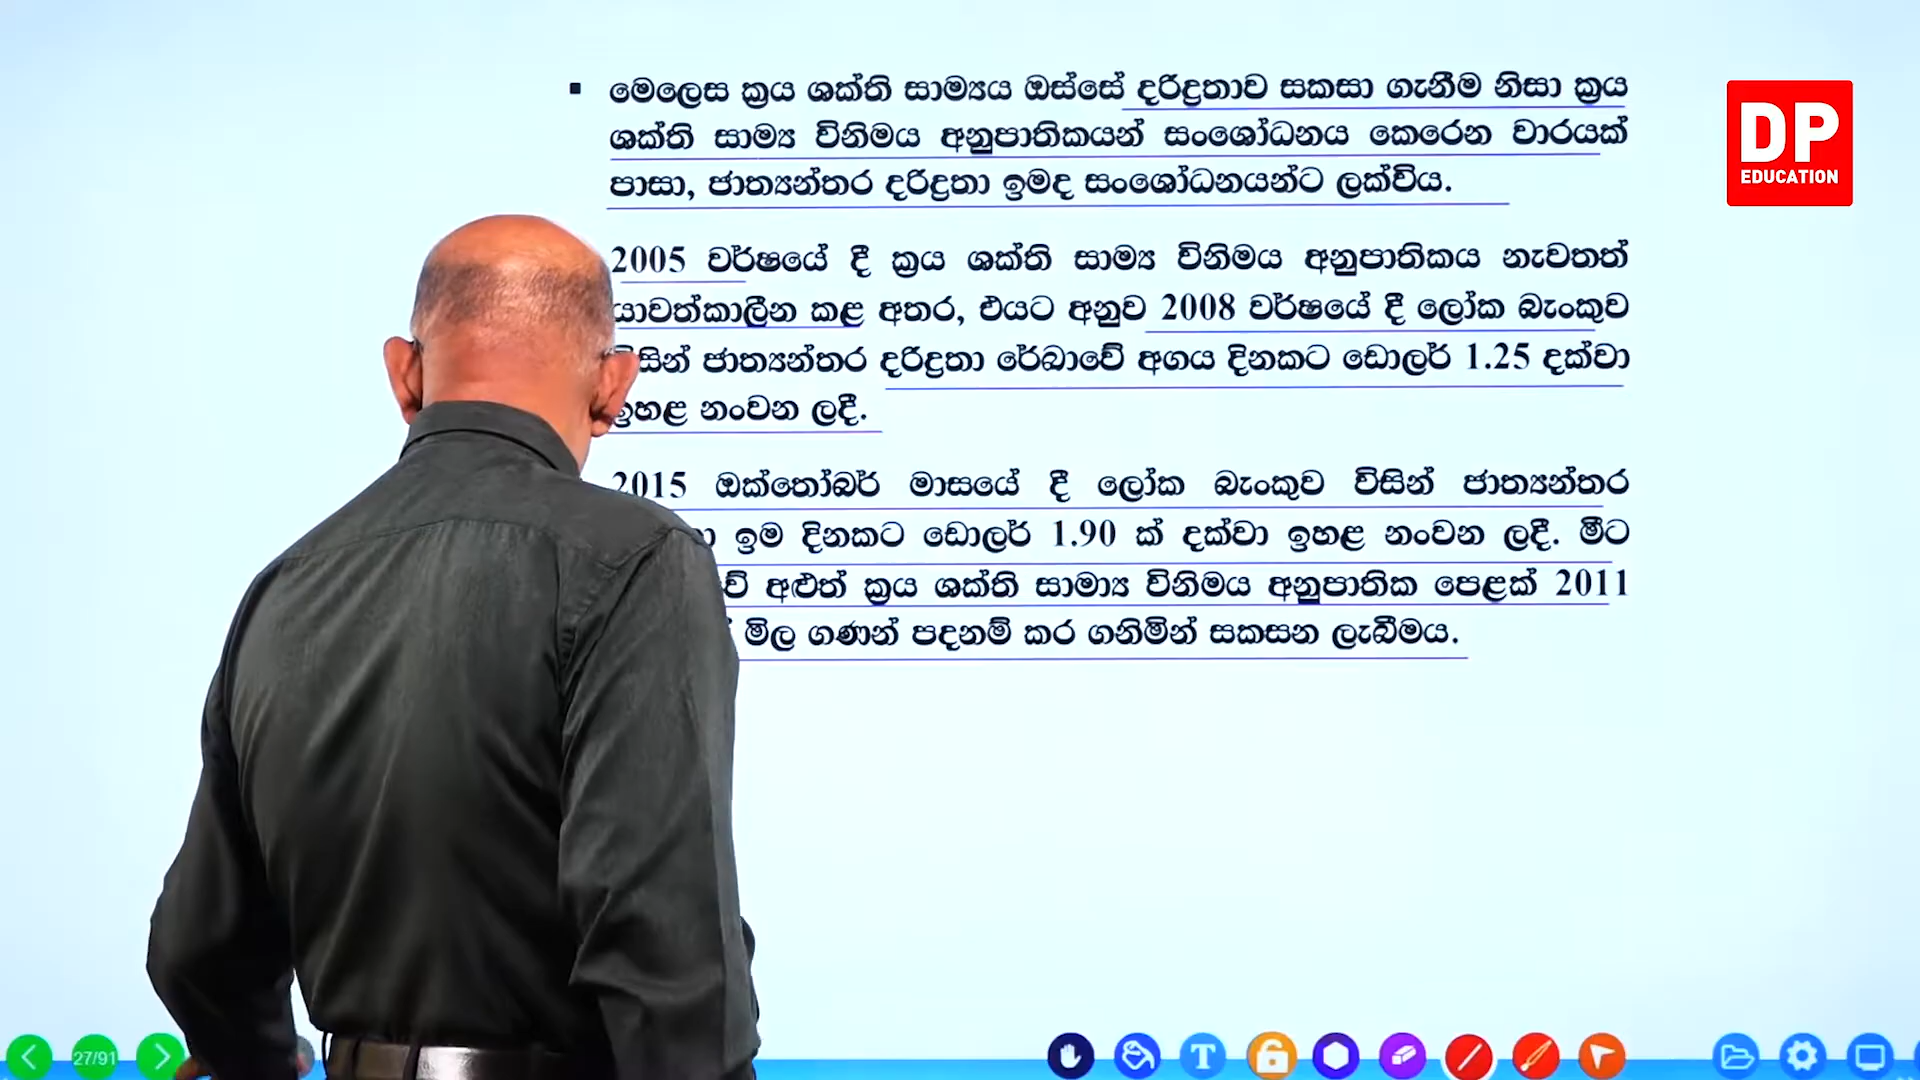 ▪ මෙලෙස ක්‍රය ශක්ති සාම්‍යය ඔස්සේ දරිද්‍රතාව සකසා ගැනීම නිසා ක්‍රය
ශක්ති සාම්‍ය විනිමය අනුපාතිකයන් සංශෝධනය කෙරෙන වාරයක්
පාසා, ජාත්‍යන්තර දරිද්‍රතා ඉමද සංශෝධනයන්ට ලක්විය.
2005 වර්ෂයේ දී ක්‍රය ශක්ති සාම්‍ය විනිමය අනුපාතිකය නැවතත්
යාවත්කාලීන කළ අතර, එයට අනුව 2008 වර්ෂයේ දී ලෝක බැංකුව
ජාත්‍යන්තර දරිද්‍රතා රේඛාවේ අගය දිනකට ඩොලර් 1.25 දක්වා
ඉහළ නංවන ලදී.
2015 ඔක්තෝබර් මාසයේ දී ලෝක බැංකුව විසින් ජාත්‍යන්තර
ඉම දිනකට ඩොලර් 1.90 ක් දක්වා ඉහළ නංවන ලදී. මීට
අළුත් ක්‍රය ශක්ති සාමාය විනිමය අනුපාතික පෙළක් 2011
මිල ගණන් පදනම් කර ගනිමින් සකසන ලැබීමය.
DP
EDUCATION
27/91
T